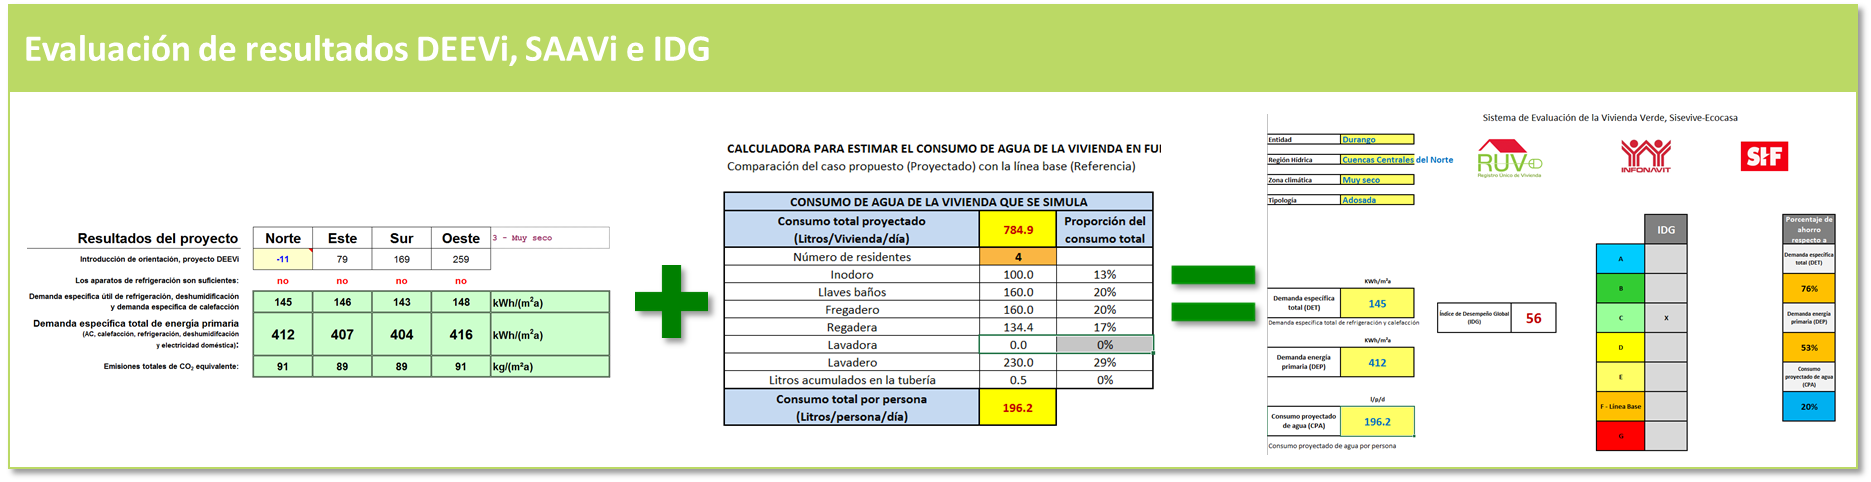 Evaluación de resultados DEEVi, SAAVi e IDG
Resultados del proyecto Norte Este Sur Oeste 3 - Muy seco
Introducción de orientación, proyecto DEEVi -11 79 169 259
Los aparatos de refrigeración son suficientes: no no no no
Demanda específica útil de refrigeración, deshumidificación
y demanda específica de calefacción: 145 146 143 148 kWh/(m²a)
Demanda específica total de energía primaria
(AC, calefacción, refrigeración, deshumidifcación
y electricidad doméstica): 412 407 404 416 kWh/(m²a)
Emisiones totales de CO₂ equivalente: 91 89 89 91 kg/(m²a)
CALCULADORA PARA ESTIMAR EL CONSUMO DE AGUA DE LA VIVIENDA EN FU
Comparación del caso propuesto (Proyectado) con la línea base (Referencia)
CONSUMO DE AGUA DE LA VIVIENDA QUE SE SIMULA
Consumo total proyectado
(Litros/Vivienda/día) 784.9 Proporción del
consumo total
Número de residentes 4
Inodoro 100.0 13%
Llaves baños 160.0 20%
Fregadero 160.0 20%
Regadera 134.4 17%
Lavadora 0.0 0%
Lavadero 230.0 29%
Litros acumulados en la tubería 0.5 0%
Consumo total por persona
(Litros/persona/día) 196.2
Sistema de Evaluación de la Vivienda Verde, Sisevive-Ecocasa
Entidad Durango
Región Hídrica Cuencas Centrales del Norte
Zona climática Muy seco
Tipología Adosada
RUV
Registro Único de Vivienda
INFONAVIT
SHF
KWh/m²a
Demanda específica
total (DET) 145
Demanda específica total de refrigeración y calefacción
KWh/m²a
Demanda energía
primaria (DEP) 412
l/p/d
Consumo proyectado
de agua (CPA) 196.2
Consumo proyectado de agua por persona
Índice de Desempeño Global
(IDG) 56
IDG
A
B
C X
D
E
F - Linea Base
G
Porcentaje de
ahorro
respecto a
Demanda específica
total (DET)
76%
Demanda energía
primaria (DEP)
53%
Consumo
proyectado de agua
(CPA)
20%